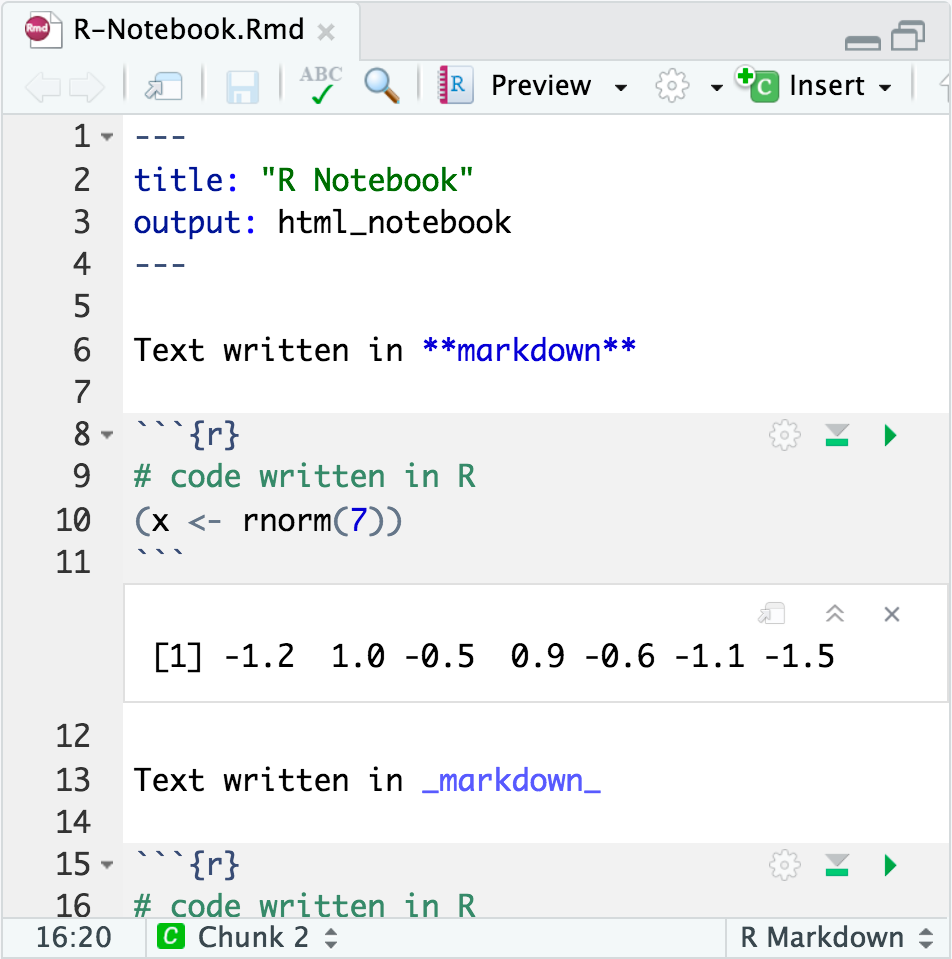 R-Notebook.Rmd
Rmd
ABC R Preview C Insert
1 ---
2 title: "R Notebook"
3 output: html_notebook
4 ---
5
6 Text written in **markdown**
7
8 ```{r}
9 # code written in R
10 (x <- rnorm(7))
11 ```
[1] -1.2  1.0 -0.5  0.9 -0.6 -1.1 -1.5
12
13 Text written in _markdown_
14
15 ```{r}
16 # code written in R
16:20 C Chunk 2 R Markdown